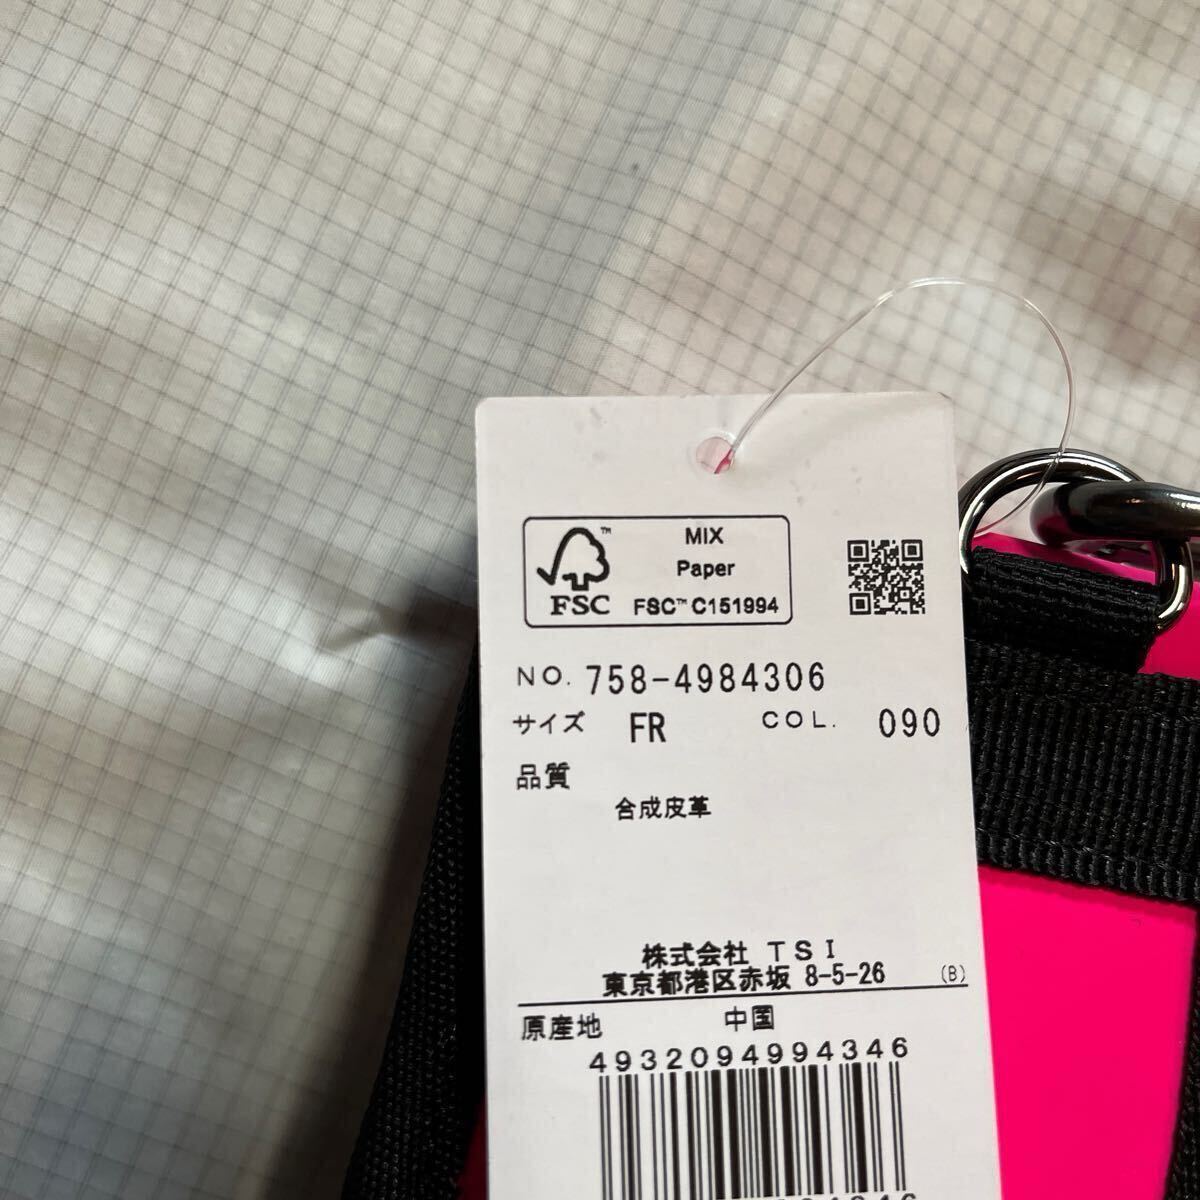 MIX
Paper
FSC™ C151994
™
FSC
NO. 758-4984306
サイズ FR COL. 090
品質
合成皮革
株式会社 TSI
東京都港区赤坂 8-5-26 (B)
原産地 中国
4932094994346